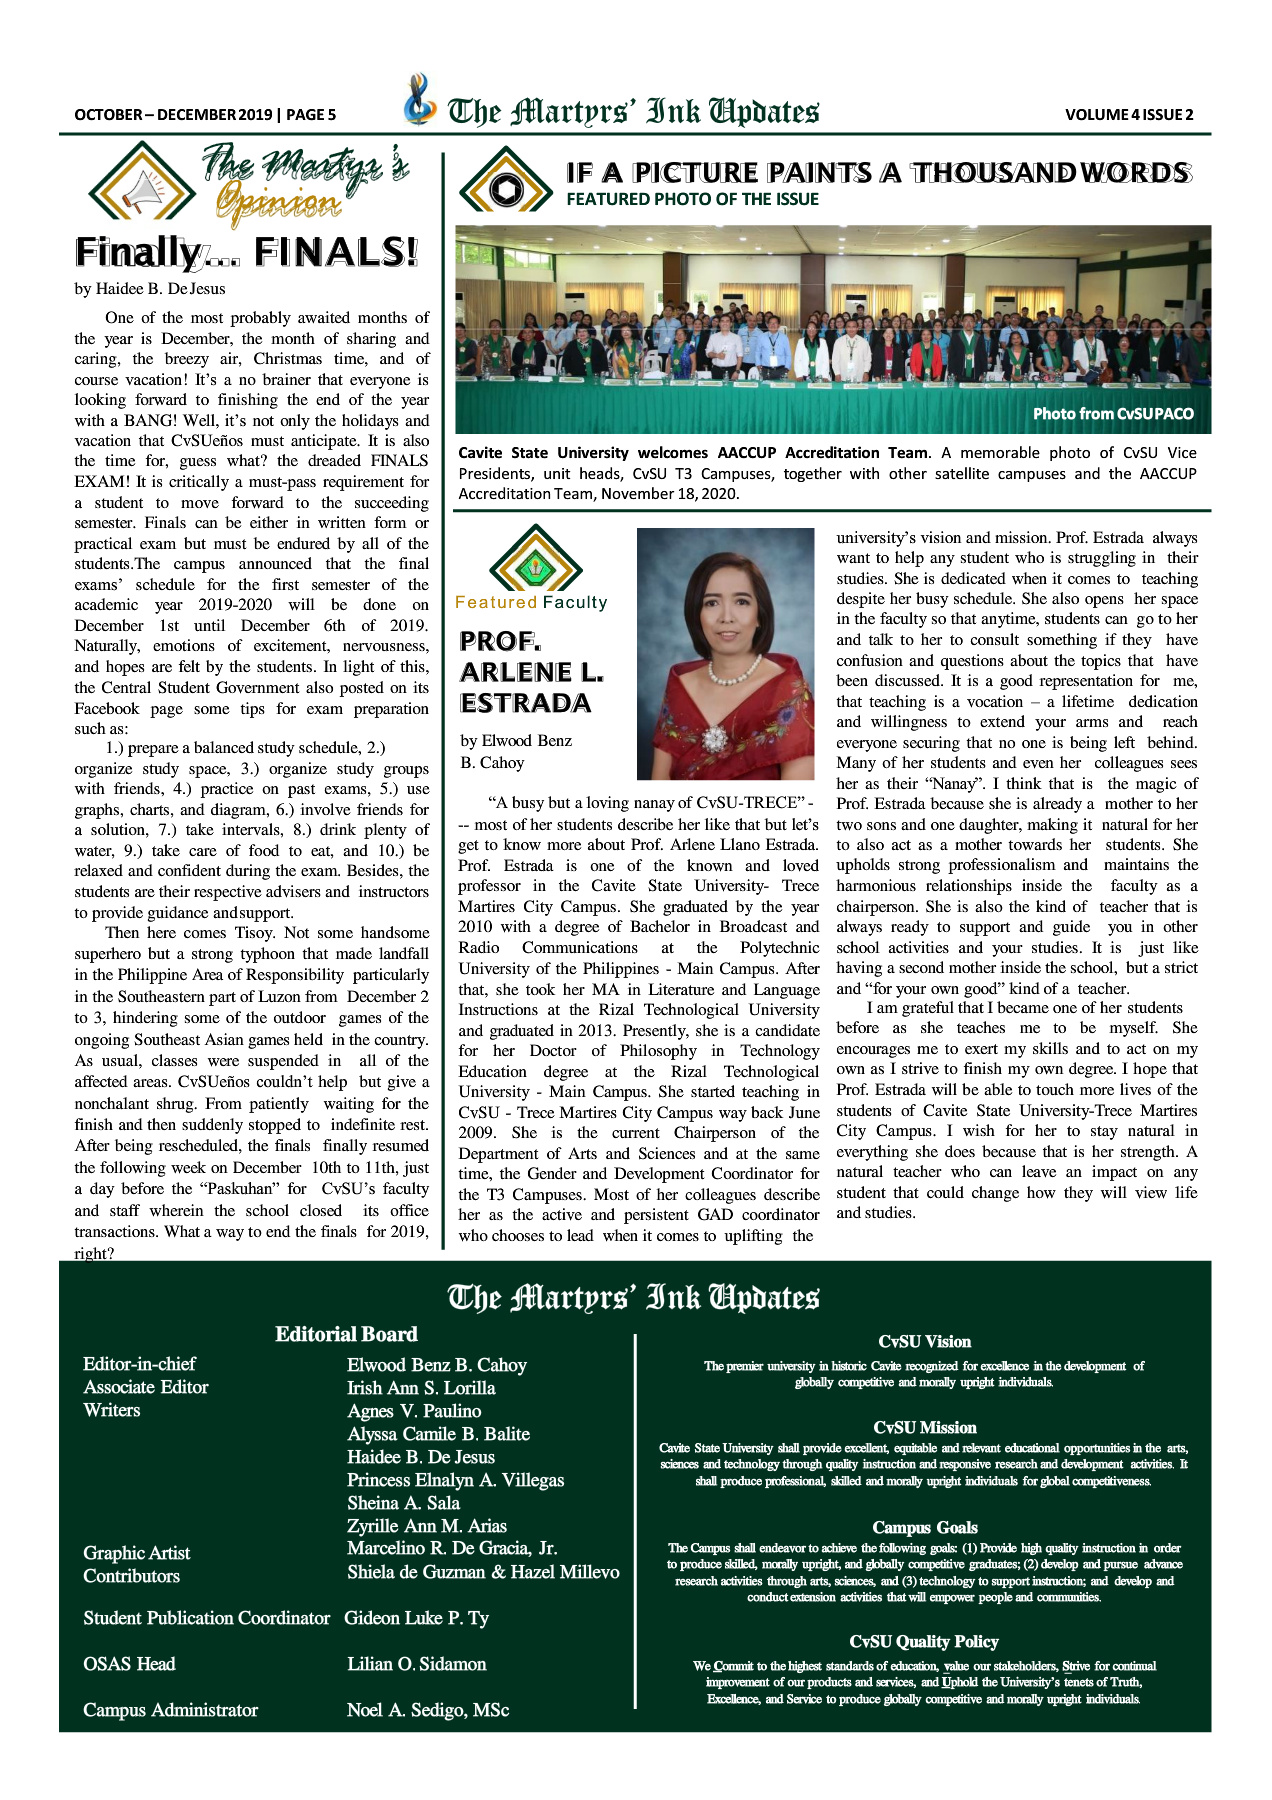 OCTOBER – DECEMBER 2019 | PAGE 5
The Martyrs' Ink Updates
VOLUME 4 ISSUE 2
The Martyr's
Opinion
Finally... FINALS!
by Haidee B. De Jesus
One of the most probably awaited months of
the year is December, the month of sharing and
caring, the breezy air, Christmas time, and of
course vacation! It's a no brainer that everyone is
looking forward to finishing the end of the year
with a BANG! Well, it's not only the holidays and
vacation that CvSUeños must anticipate. It is also
the time for, guess what? the dreaded FINALS
EXAM! It is critically a must-pass requirement for
a student to move forward to the succeeding
semester. Finals can be either in written form or
practical exam but must be endured by all of the
students.The campus announced that the final
exams' schedule for the first semester of the
academic year 2019-2020 will be done on
December 1st until December 6th of 2019.
Naturally, emotions of excitement, nervousness,
and hopes are felt by the students. In light of this,
the Central Student Government also posted on its
Facebook page some tips for exam preparation
such as:
1.) prepare a balanced study schedule, 2.)
organize study space, 3.) organize study groups
with friends, 4.) practice on past exams, 5.) use
graphs, charts, and diagram, 6.) involve friends for
a solution, 7.) take intervals, 8.) drink plenty of
water, 9.) take care of food to eat, and 10.) be
relaxed and confident during the exam. Besides, the
students are their respective advisers and instructors
to provide guidance and support.
Then here comes Tisoy. Not some handsome
superhero but a strong typhoon that made landfall
in the Philippine Area of Responsibility particularly
in the Southeastern part of Luzon from December 2
to 3, hindering some of the outdoor games of the
ongoing Southeast Asian games held in the country.
As usual, classes were suspended in all of the
affected areas. CvSUeños couldn't help but give a
nonchalant shrug. From patiently waiting for the
finish and then suddenly stopped to indefinite rest.
After being rescheduled, the finals finally resumed
the following week on December 10th to 11th, just
a day before the “Paskuhan” for CvSU's faculty
and staff wherein the school closed its office
transactions. What a way to end the finals for 2019,
right?
IF A PICTURE PAINTS A THOUSAND WORDS
FEATURED PHOTO OF THE ISSUE
Photo from CvSU PACO
Cavite State University welcomes AACCUP Accreditation Team. A memorable photo of CvSU Vice
Presidents, unit heads, CvSU T3 Campuses, together with other satellite campuses and the AACCUP
Accreditation Team, November 18, 2020.
Featured Faculty
PROF.
ARLENE L.
ESTRADA
by Elwood Benz
B. Cahoy
“A busy but a loving nanay of CvSU-TRECE” -
-- most of her students describe her like that but let's
get to know more about Prof. Arlene Llano Estrada.
Prof. Estrada is one of the known and loved
professor in the Cavite State University- Trece
Martires City Campus. She graduated by the year
2010 with a degree of Bachelor in Broadcast and
Radio Communications at the Polytechnic
University of the Philippines - Main Campus. After
that, she took her MA in Literature and Language
Instructions at the Rizal Technological University
and graduated in 2013. Presently, she is a candidate
for her Doctor of Philosophy in Technology
Education degree at the Rizal Technological
University - Main Campus. She started teaching in
CvSU - Trece Martires City Campus way back June
2009. She is the current Chairperson of the
Department of Arts and Sciences and at the same
time, the Gender and Development Coordinator for
the T3 Campuses. Most of her colleagues describe
her as the active and persistent GAD coordinator
who chooses to lead when it comes to uplifting the
university's vision and mission. Prof. Estrada always
want to help any student who is struggling in their
studies. She is dedicated when it comes to teaching
despite her busy schedule. She also opens her space
in the faculty so that anytime, students can go to her
and talk to her to consult something if they have
confusion and questions about the topics that have
been discussed. It is a good representation for me,
that teaching is a vocation – a lifetime dedication
and willingness to extend your arms and reach
everyone securing that no one is being left behind.
Many of her students and even her colleagues sees
her as their “Nanay”. I think that is the magic of
Prof. Estrada because she is already a mother to her
two sons and one daughter, making it natural for her
to also act as a mother towards her students. She
upholds strong professionalism and maintains the
harmonious relationships inside the faculty as a
chairperson. She is also the kind of teacher that is
always ready to support and guide you in other
school activities and your studies. It is just like
having a second mother inside the school, but a strict
and “for your own good” kind of a teacher.
I am grateful that I became one of her students
before as she teaches me to be myself. She
encourages me to exert my skills and to act on my
own as I strive to finish my own degree. I hope that
Prof. Estrada will be able to touch more lives of the
students of Cavite State University-Trece Martires
City Campus. I wish for her to stay natural in
everything she does because that is her strength. A
natural teacher who can leave an impact on any
student that could change how they will view life
and studies.
The Martyrs' Ink Updates
Editorial Board
Editor-in-chief Elwood Benz B. Cahoy
Associate Editor Irish Ann S. Lorilla
Writers Agnes V. Paulino
Alyssa Camile B. Balite
Haidee B. De Jesus
Princess Elnalyn A. Villegas
Sheina A. Sala
Zyrille Ann M. Arias
Graphic Artist Marcelino R. De Gracia, Jr.
Contributors Shiela de Guzman & Hazel Millevo
Student Publication Coordinator Gideon Luke P. Ty
OSAS Head Lilian O. Sidamon
Campus Administrator Noel A. Sedigo, MSc
CvSU Vision
The premier university in historic Cavite recognized for excellence in the development of
globally competitive and morally upright individuals.
CvSU Mission
Cavite State University shall provide excellent, equitable and relevant educational opportunities in the arts,
sciences and technology through quality instruction and responsive research and development activities. It
shall produce professional, skilled and morally upright individuals for global competitiveness.
Campus Goals
The Campus shall endeavor to achieve the following goals: (1) Provide high quality instruction in order
to produce skilled, morally upright, and globally competitive graduates; (2) develop and pursue advance
research activities through arts, sciences, and (3) technology to support instruction; and develop and
conduct extension activities that will empower people and communities.
CvSU Quality Policy
We Commit to the highest standards of education, value our stakeholders, Strive for continual
improvement of our products and services, and Uphold the University's tenets of Truth,
Excellence, and Service to produce globally competitive and morally upright individuals.